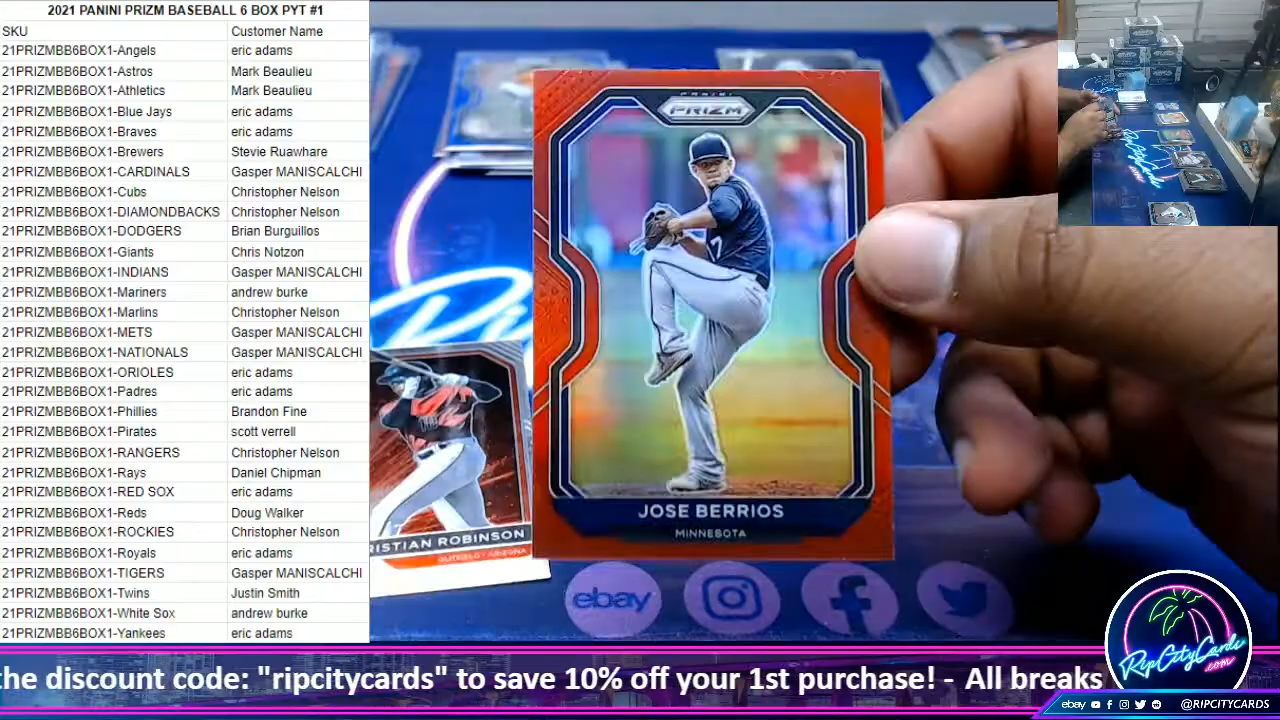 2021 PANINI PRIZM BASEBALL 6 BOX PYT #1
SKU Customer Name
21PRIZMBB6BOX1-Angels eric adams
21PRIZMBB6BOX1-Astros Mark Beaulieu
21PRIZMBB6BOX1-Athletics Mark Beaulieu
21PRIZMBB6BOX1-Blue Jays eric adams
21PRIZMBB6BOX1-Braves eric adams
21PRIZMBB6BOX1-Brewers Stevie Ruawhare
21PRIZMBB6BOX1-CARDINALS Gasper MANISCALCHI
21PRIZMBB6BOX1-Cubs Christopher Nelson
21PRIZMBB6BOX1-DIAMONDBACKS Christopher Nelson
21PRIZMBB6BOX1-DODGERS Brian Burguillos
21PRIZMBB6BOX1-Giants Chris Notzon
21PRIZMBB6BOX1-INDIANS Gasper MANISCALCHI
21PRIZMBB6BOX1-Mariners andrew burke
21PRIZMBB6BOX1-Marlins Christopher Nelson
21PRIZMBB6BOX1-METS Gasper MANISCALCHI
21PRIZMBB6BOX1-NATIONALS Gasper MANISCALCHI
21PRIZMBB6BOX1-ORIOLES eric adams
21PRIZMBB6BOX1-Padres eric adams
21PRIZMBB6BOX1-Phillies Brandon Fine
21PRIZMBB6BOX1-Pirates scott verrell
21PRIZMBB6BOX1-RANGERS Christopher Nelson
21PRIZMBB6BOX1-Rays Daniel Chipman
21PRIZMBB6BOX1-RED SOX eric adams
21PRIZMBB6BOX1-Reds Doug Walker
21PRIZMBB6BOX1-ROCKIES Christopher Nelson
21PRIZMBB6BOX1-Royals eric adams
21PRIZMBB6BOX1-TIGERS Gasper MANISCALCHI
21PRIZMBB6BOX1-Twins Justin Smith
21PRIZMBB6BOX1-White Sox andrew burke
21PRIZMBB6BOX1-Yankees eric adams
PANINI
PRIZM
17
JOSE BERRIOS
MINNESOTA
RISTIAN ROBINSON
OUTFIELD - ARIZONA
ebay
RipCityCards
.com
he discount code: "ripcitycards" to save 10% off your 1st purchase! - All breaks
ebay @RIPCITYCARDS